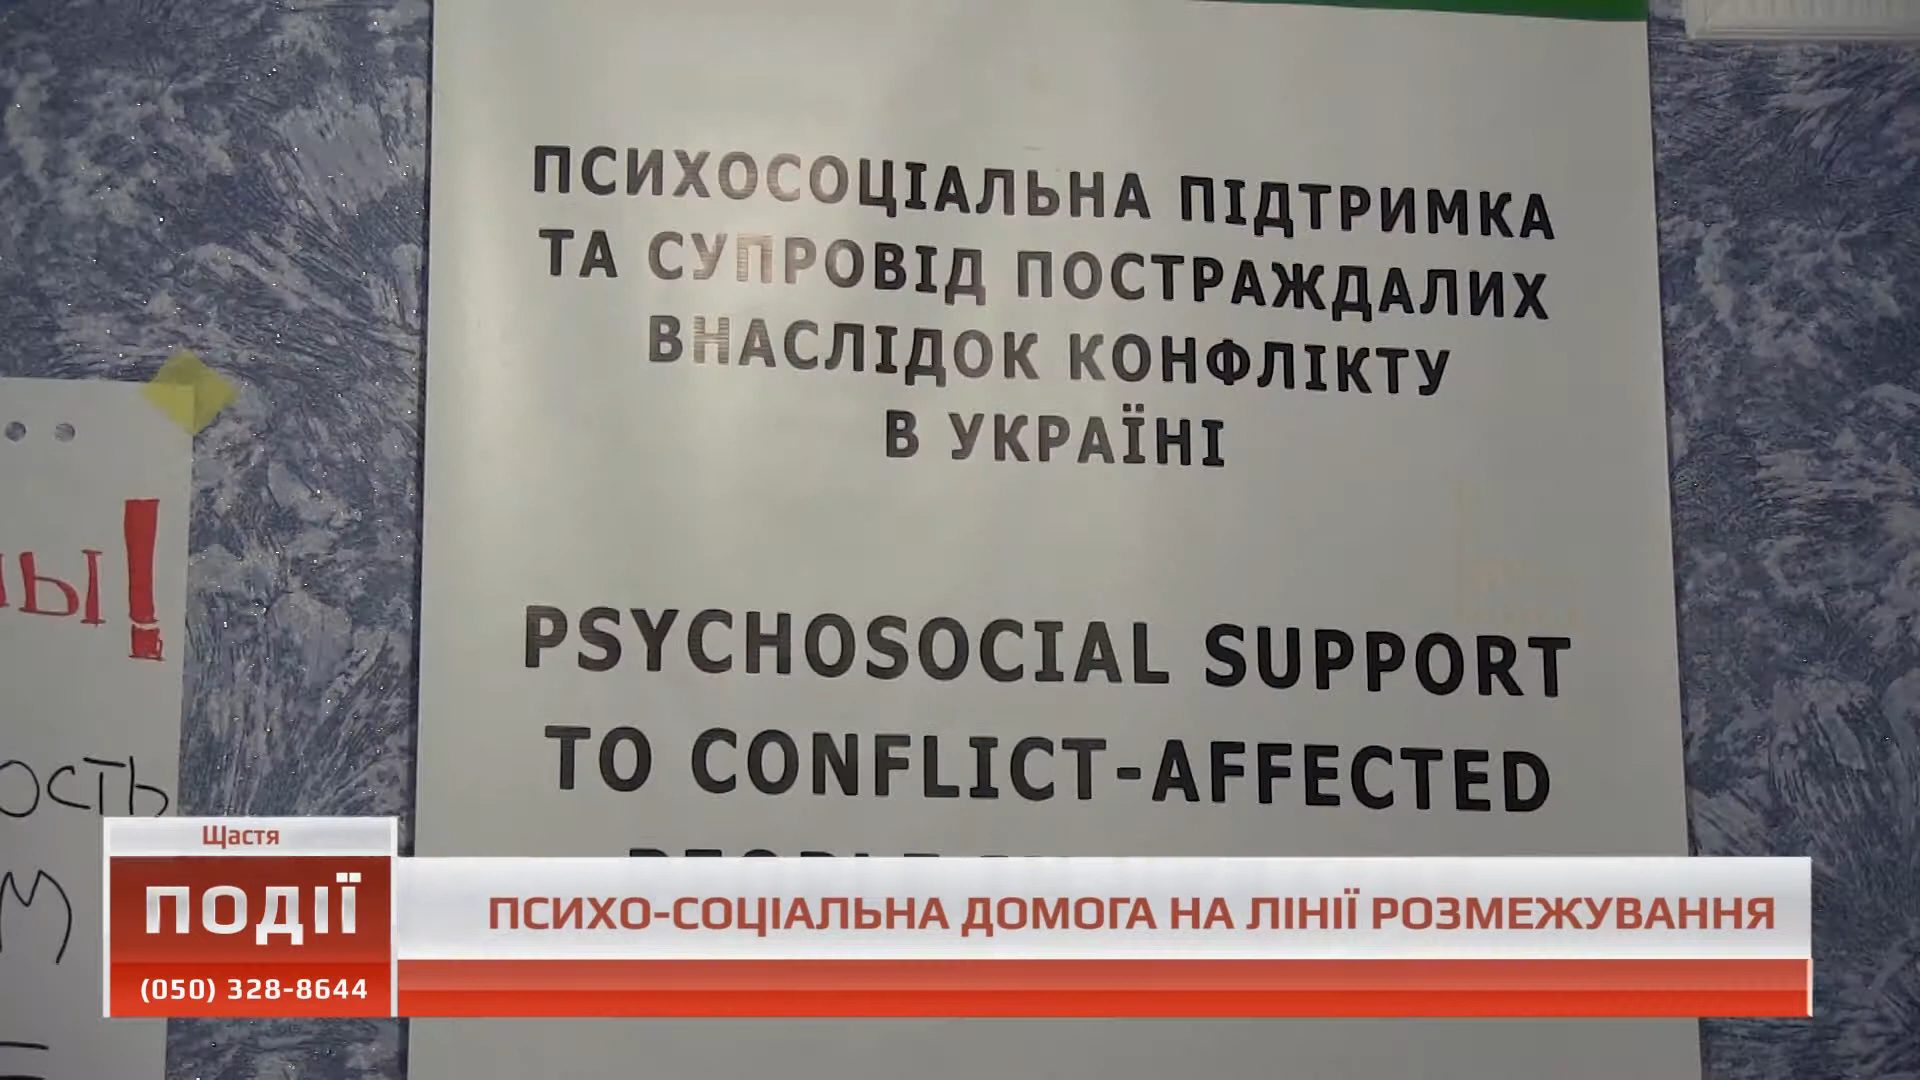 ПСИХОСОЦІАЛЬНА ПІДТРИМКА
ТА СУПРОВІД ПОСТРАЖДАЛИХ
ВНАСЛІДОК КОНФЛІКТУ
В УКРАЇНІ
PSYCHOSOCIAL SUPPORT
TO CONFLICT-AFFECTED
Щастя
ПОДІЇ
(050) 328-8644
ПСИХО-СОЦІАЛЬНА ДОМОГА НА ЛІНІЇ РОЗМЕЖУВАННЯ